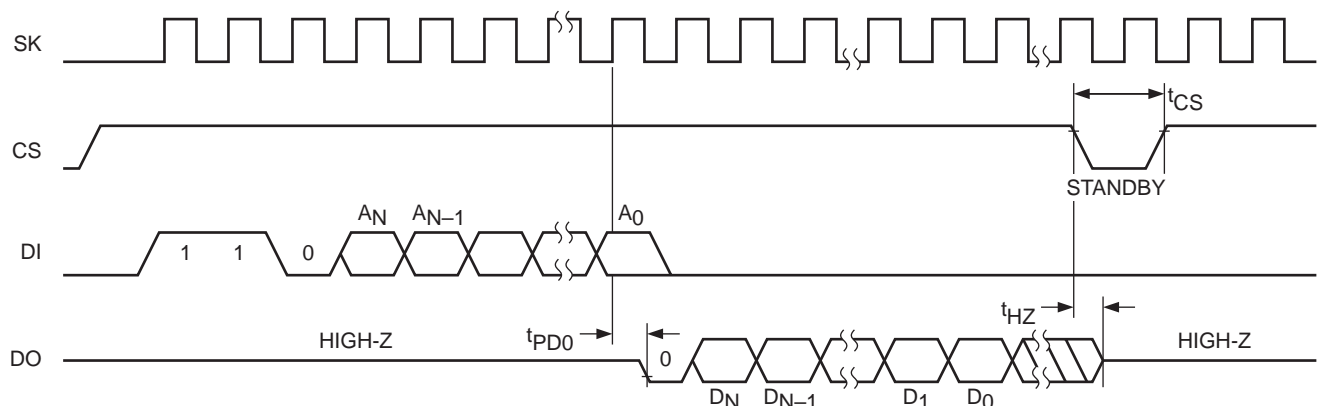 SK
tCS
CS
STANDBY
AN AN–1 A0
DI 1 1 0
tPD0 tHZ
HIGH-Z HIGH-Z
DO 0
DN DN–1 D1 D0